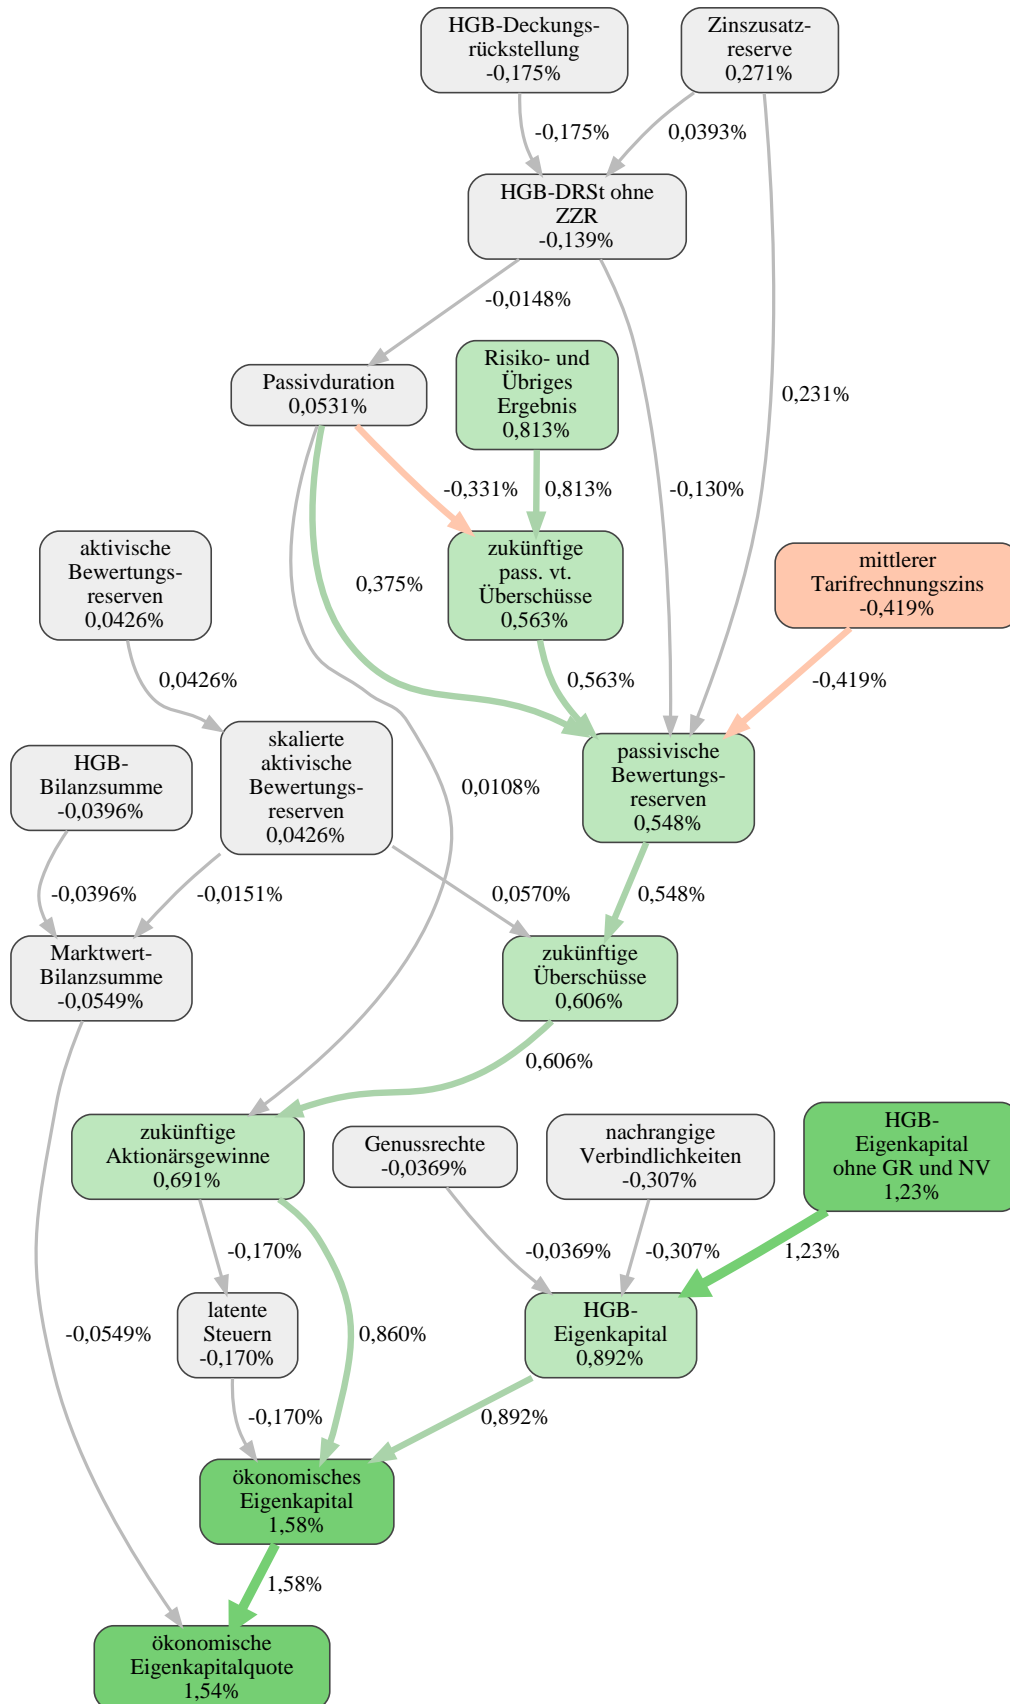 HGB-Deckungs-
rückstellung
-0,175%
Zinszusatz-
reserve
0,271%
-0,175%
0,0393%
HGB-DRSt ohne
ZZR
-0,139%
-0,0148%
Risiko- und
Übriges
Ergebnis
0,813%
Passivduration
0,0531%
0,231%
-0,331%
0,813%
-0,130%
aktivische
Bewertungs-
reserven
0,0426%
zukünftige
pass. vt.
Überschüsse
0,563%
mittlerer
Tarifrechnungszins
-0,419%
0,375%
0,0426%
0,563%
-0,419%
HGB-
Bilanzsumme
-0,0396%
skalierte
aktivische
Bewertungs-
reserven
0,0426%
passivische
Bewertungs-
reserven
0,548%
0,0108%
-0,0396%
-0,0151%
0,0570%
0,548%
Marktwert-
Bilanzsumme
-0,0549%
zukünftige
Überschüsse
0,606%
0,606%
zukünftige
Aktionärsgewinne
0,691%
Genussrechte
-0,0369%
nachrangige
Verbindlichkeiten
-0,307%
HGB-
Eigenkapital
ohne GR und NV
1,23%
-0,170%
-0,0369%
-0,307%
1,23%
latente
Steuern
-0,170%
HGB-
Eigenkapital
0,892%
-0,0549%
0,860%
-0,170%
0,892%
ökonomisches
Eigenkapital
1,58%
1,58%
ökonomische
Eigenkapitalquote
1,54%